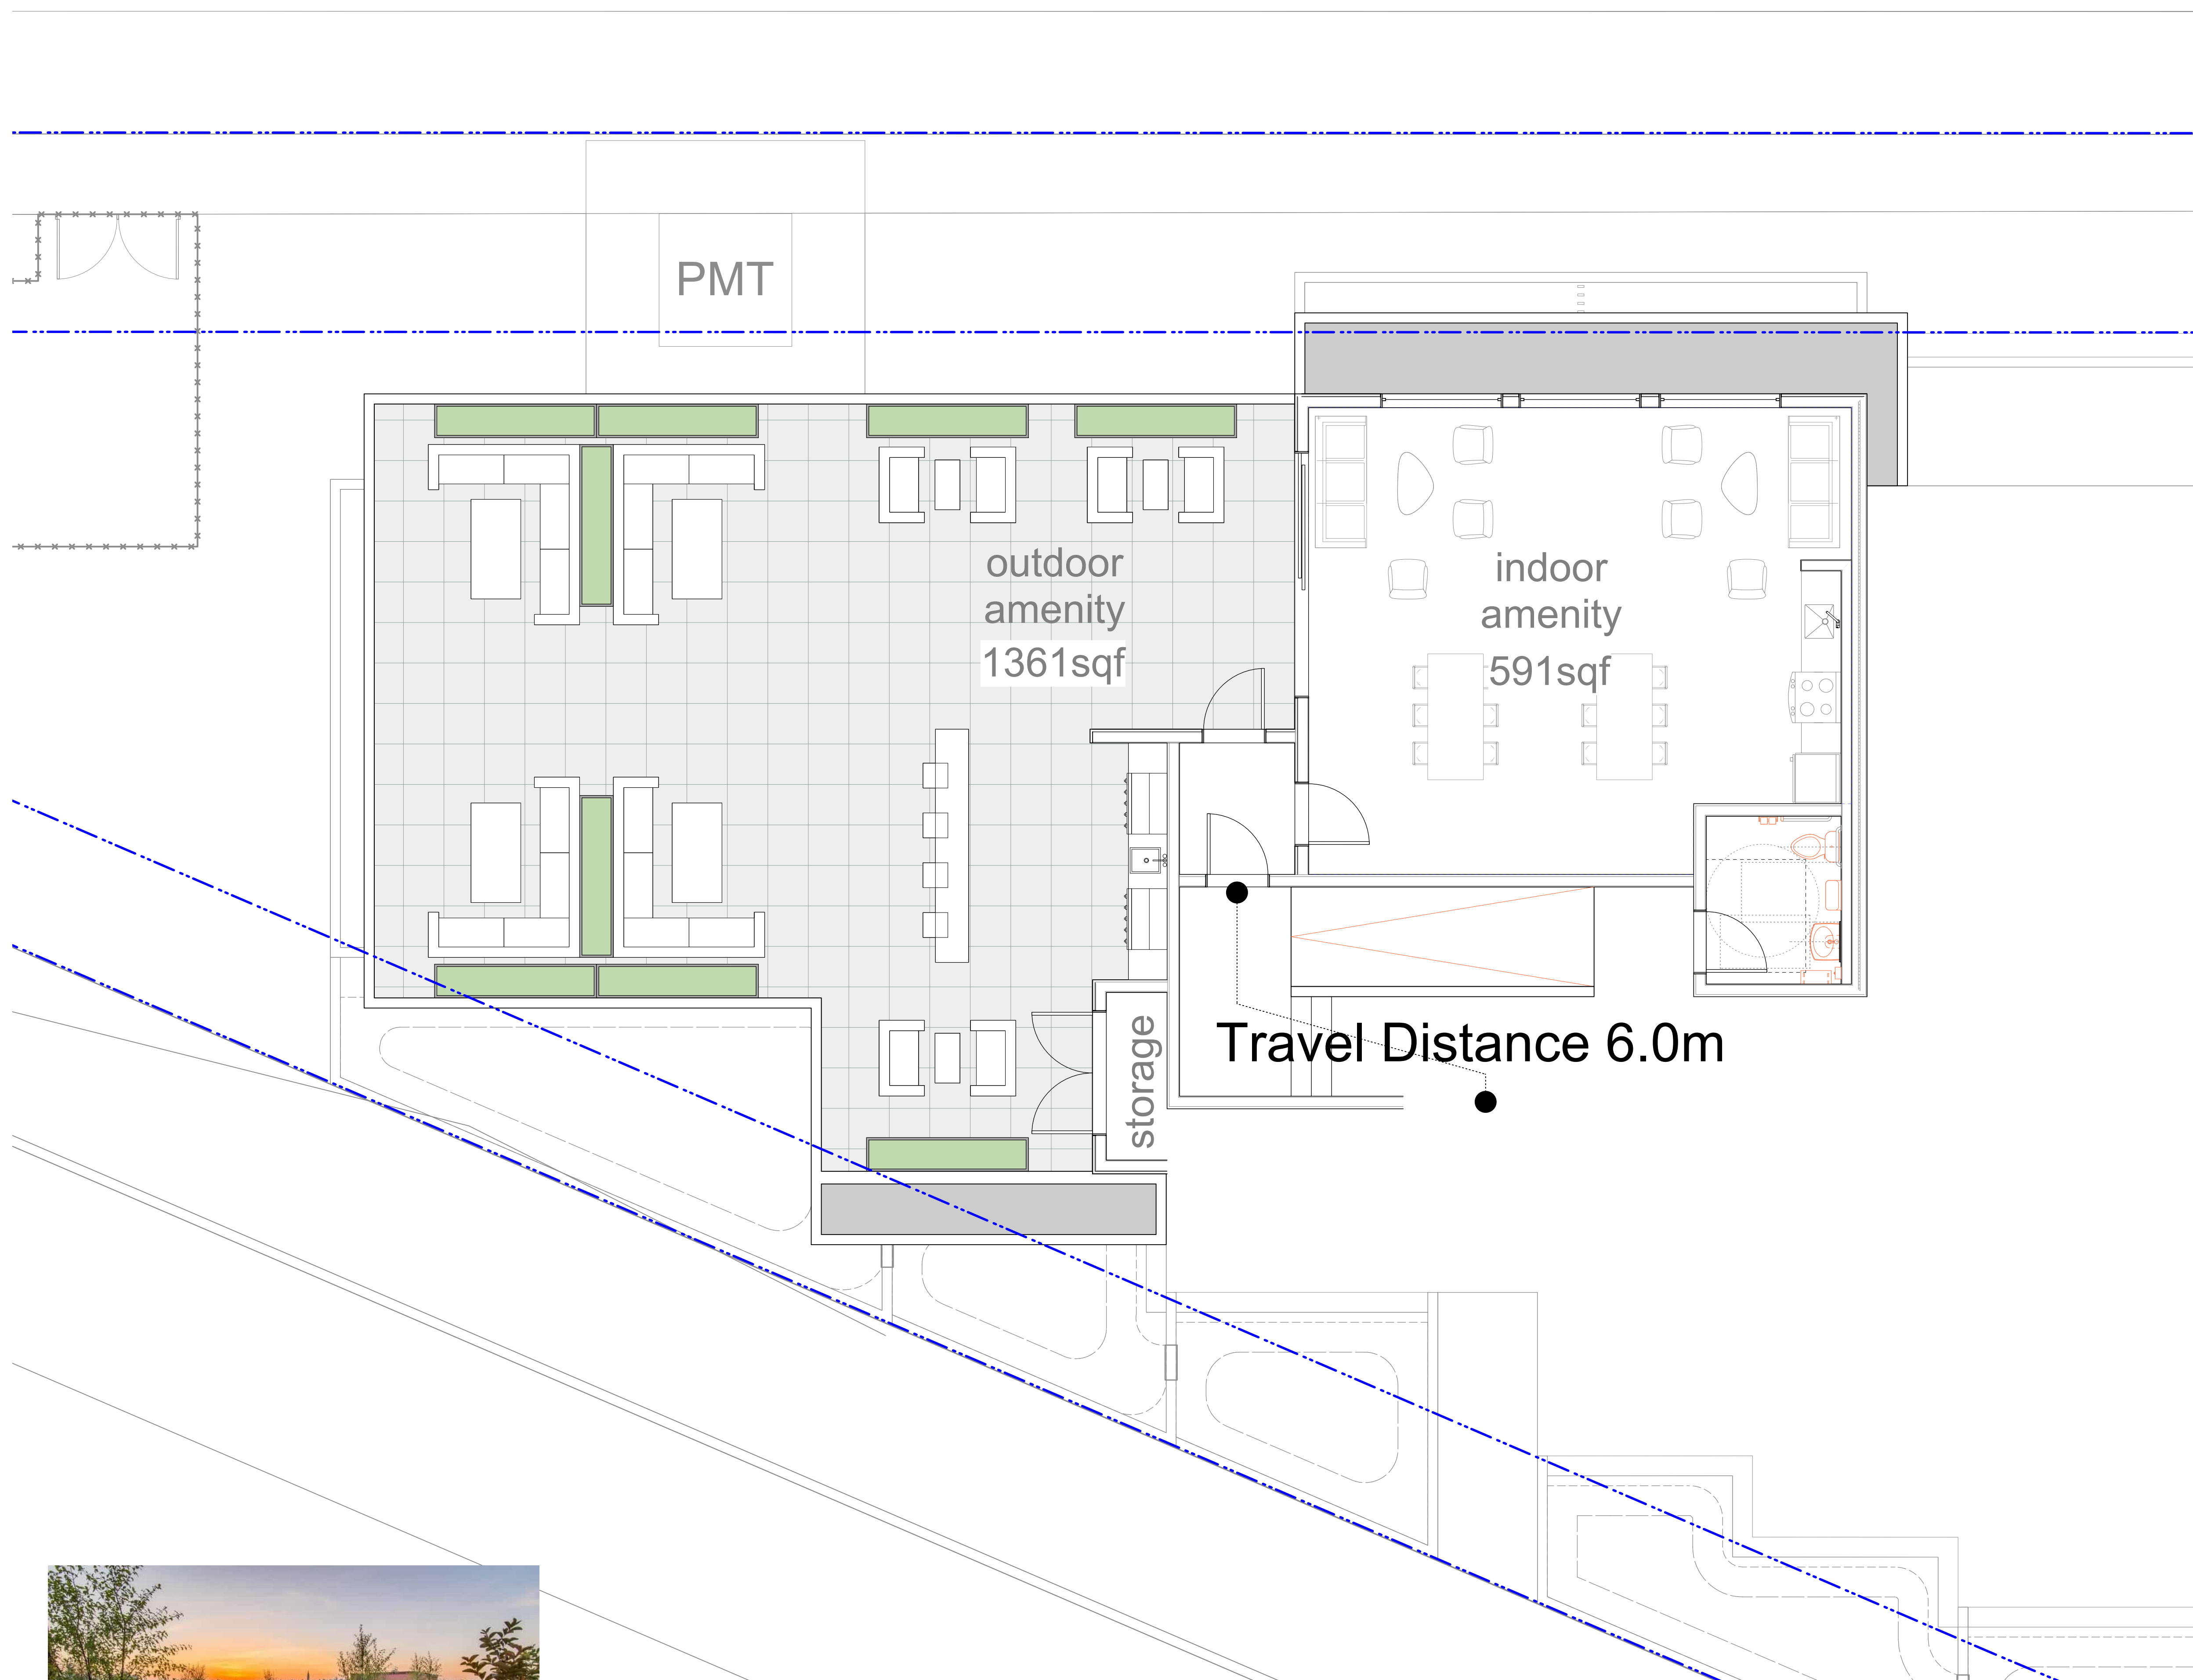 PMT
outdoor
amenity
1361sqf
indoor
amenity
591sqf
Travel Distance 6.0m
storage